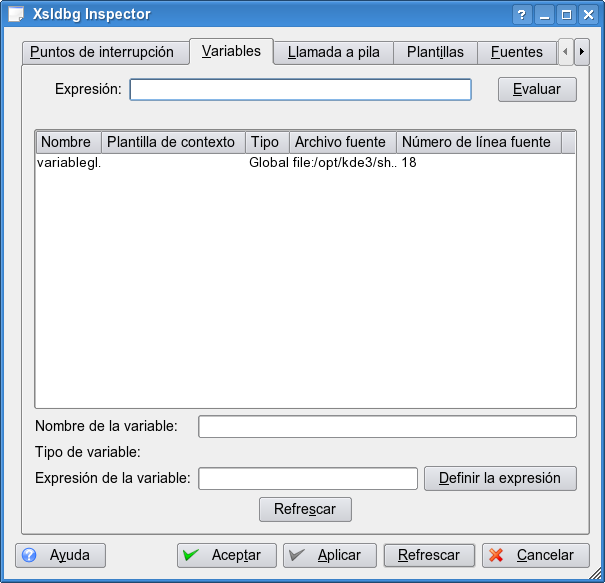 Xsldbg Inspector
Puntos de interrupción Variables Llamada a pila Plantillas Fuentes
Expresión: Evaluar
Nombre Plantilla de contexto Tipo Archivo fuente Número de línea fuente
variablegl. Global file:/opt/kde3/sh.. 18
Nombre de la variable:
Tipo de variable:
Expresión de la variable: Definir la expresión
Refrescar
Ayuda Aceptar Aplicar Refrescar Cancelar